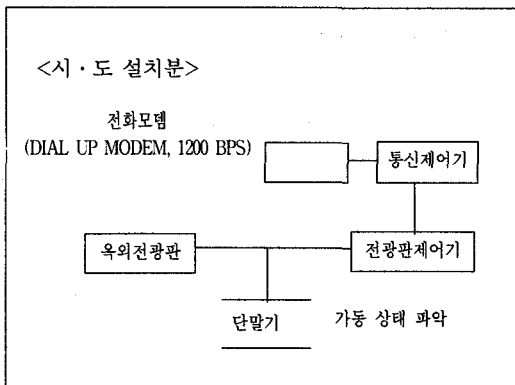 <시 · 도 설치분>
전화모뎀
(DIAL UP MODEM, 1200 BPS)
통신제어기
옥외전광판
전광판제어기
단말기
가동 상태 파악